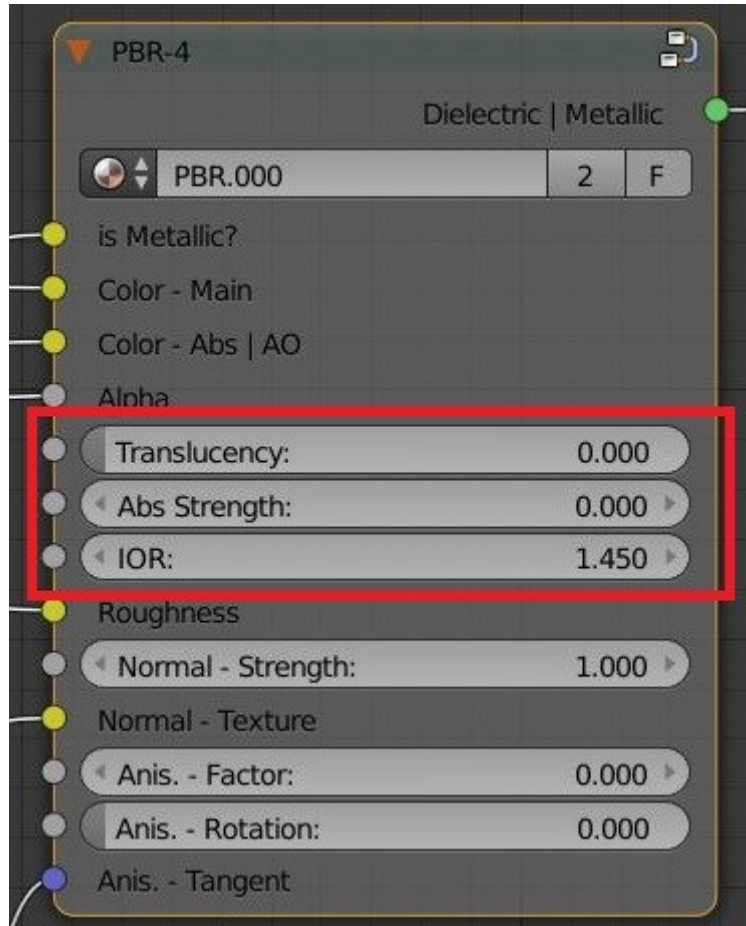 PBR-4
Dielectric | Metallic
PBR.000 2 F
is Metallic?
Color - Main
Color - Abs | AO
Alpha
Translucency: 0.000
Abs Strength: 0.000
IOR: 1.450
Roughness
Normal - Strength: 1.000
Normal - Texture
Anis. - Factor: 0.000
Anis. - Rotation: 0.000
Anis. - Tangent